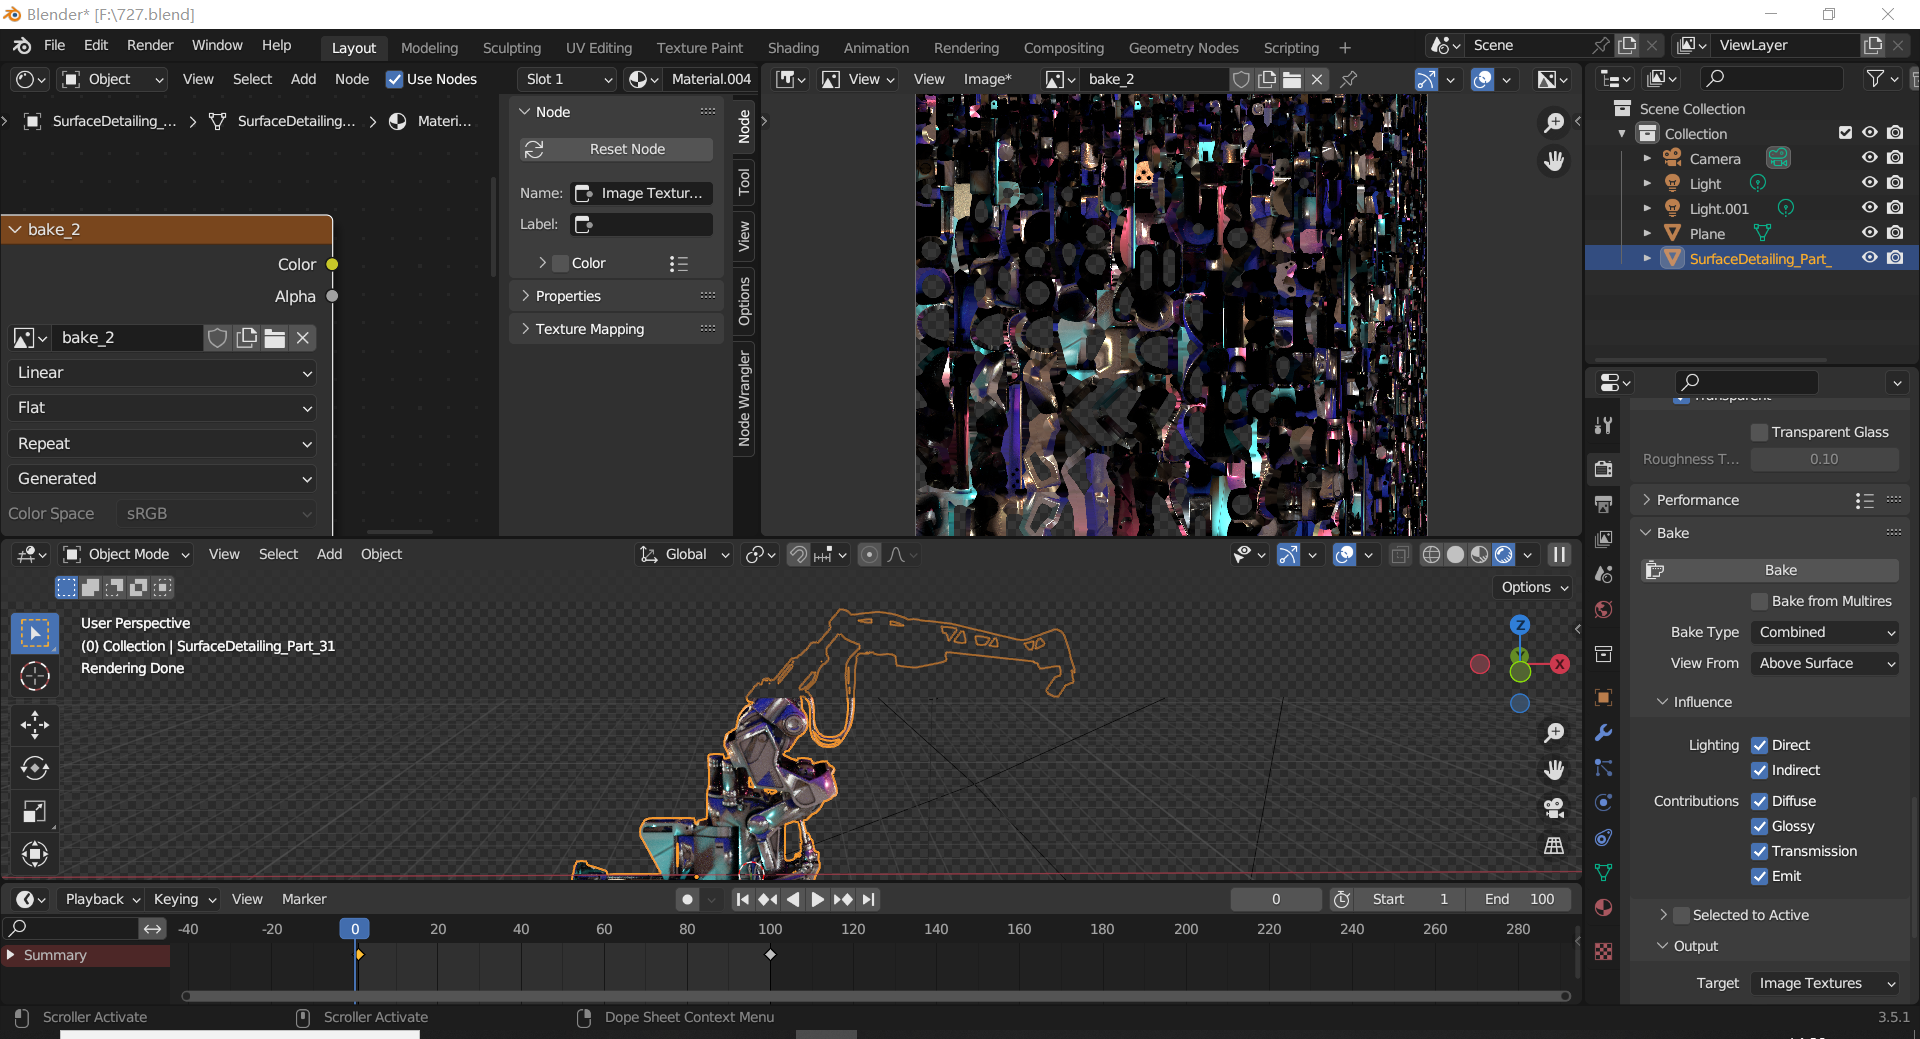 Blender* [F:\727.blend]
File Edit Render Window Help Layout Modeling Sculpting UV Editing Texture Paint Shading Animation Rendering Compositing Geometry Nodes Scripting + Scene ViewLayer
Object View Select Add Node Use Nodes Slot 1 Material.004
View View Image* bake_2
SurfaceDetailing_... SurfaceDetailing... Materi...
Node
Reset Node
Name: Image Textur...
Label:
Color
Properties
Texture Mapping
Node
Tool
View
Options
Node Wrangler
bake_2
Color
Alpha
bake_2
Linear
Flat
Repeat
Generated
Color Space sRGB
Scene Collection
Collection
Camera
Light
Light.001
Plane
SurfaceDetailing_Part_
Transparent Glass
Roughness T... 0.10
Performance
Bake
Bake
Bake from Multires
Bake Type Combined
View From Above Surface
Influence
Lighting Direct
Indirect
Contributions Diffuse
Glossy
Transmission
Emit
Selected to Active
Output
Target Image Textures
Object Mode View Select Add Object Global
Options
User Perspective
(0) Collection | SurfaceDetailing_Part_31
Rendering Done
Z
Y
X
Playback Keying View Marker 0 Start 1 End 100
-40 -20 0 20 40 60 80 100 120 140 160 180 200 220 240 260 280
Summary
Scroller Activate Scroller Activate Dope Sheet Context Menu 3.5.1